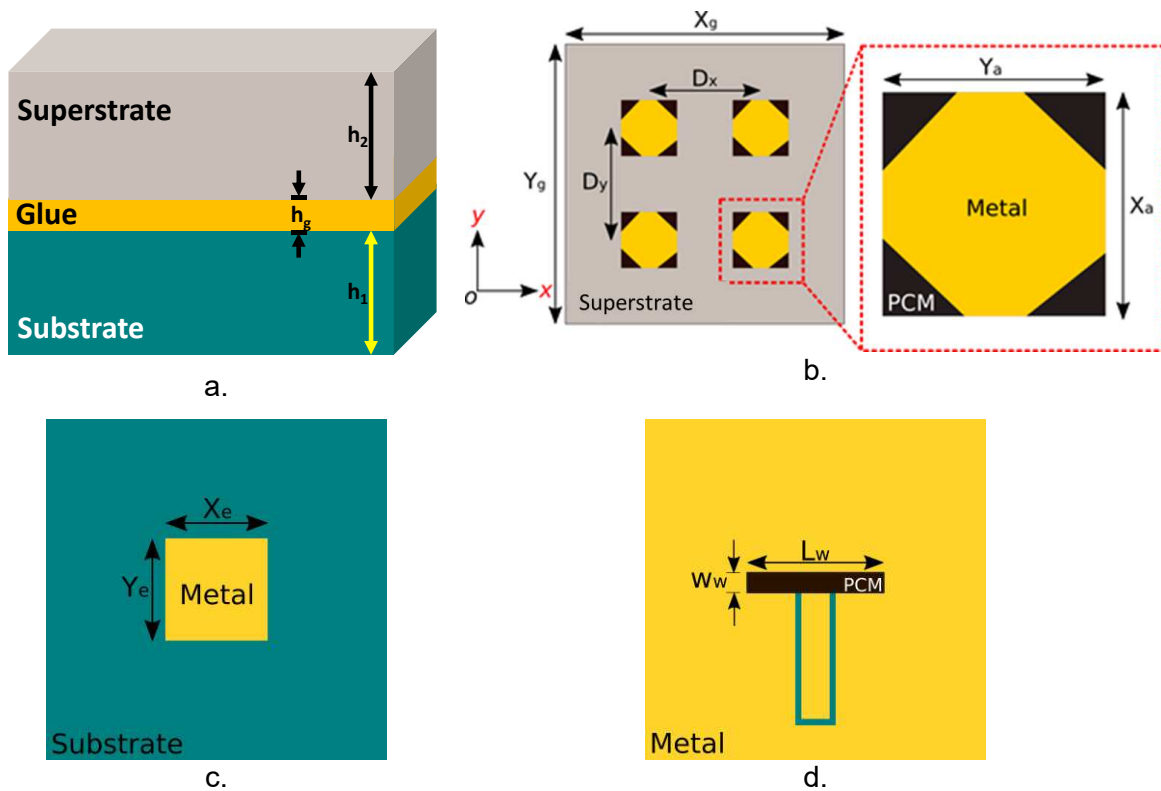 Superstrate
h₂
Glue
h_g
h₁
Substrate
a.
Xg
Dx
Yg
Dy
y
o
x
Superstrate
Ya
Xa
Metal
PCM
b.
Xe
Ye
Metal
Substrate
c.
Lw
Ww
PCM
Metal
d.